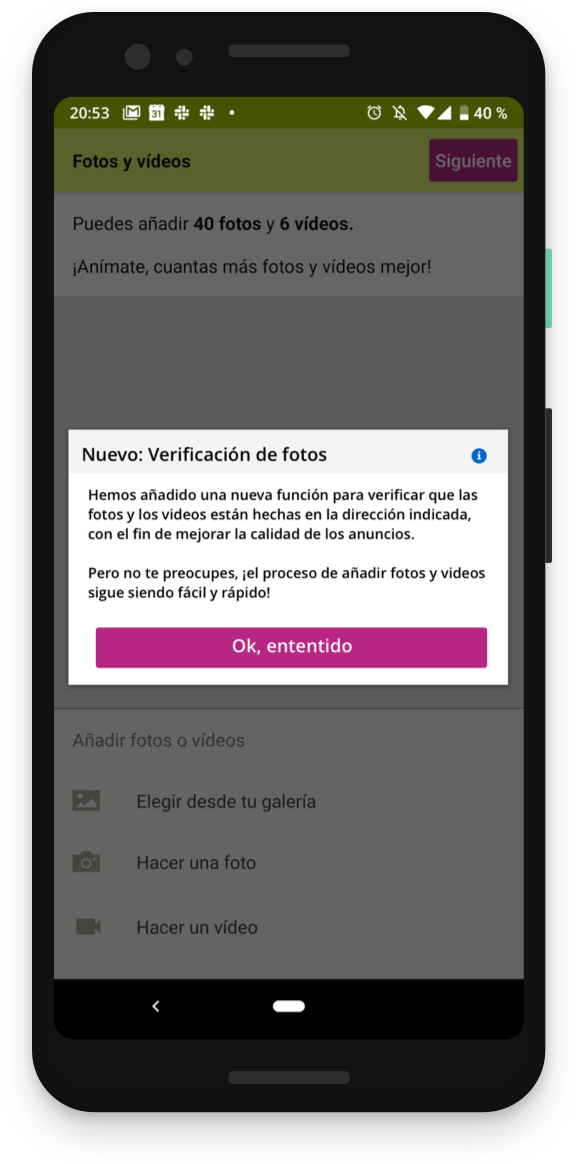 20:53
31
40 %
Fotos y vídeos
Siguiente
Puedes añadir 40 fotos y 6 vídeos.
¡Anímate, cuantas más fotos y vídeos mejor!
Nuevo: Verificación de fotos
Hemos añadido una nueva función para verificar que las
fotos y los videos están hechas en la dirección indicada,
con el fin de mejorar la calidad de los anuncios.
Pero no te preocupes, ¡el proceso de añadir fotos y videos
sigue siendo fácil y rápido!
Ok, ententido
Añadir fotos o vídeos
Elegir desde tu galería
Hacer una foto
Hacer un vídeo